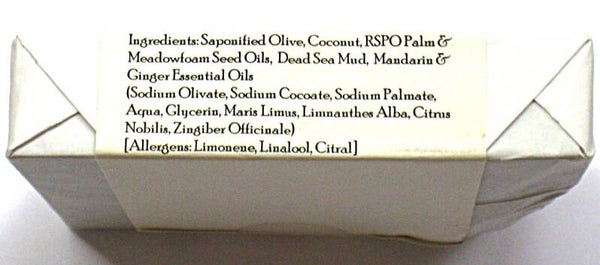 Ingredients: Saponified Olive, Coconut, RSPO Palm &
Meadowfoam Seed Oils, Dead Sea Mud, Mandarin &
Ginger Essential Oils
(Sodium Olivate, Sodium Cocoate, Sodium Palmate,
Aqua, Glycerin, Maris Limus, Limnanthes Alba, Citrus
Nobilis, Zingiber Officinale)
[Allergens: Limonene, Linalool, Citral]